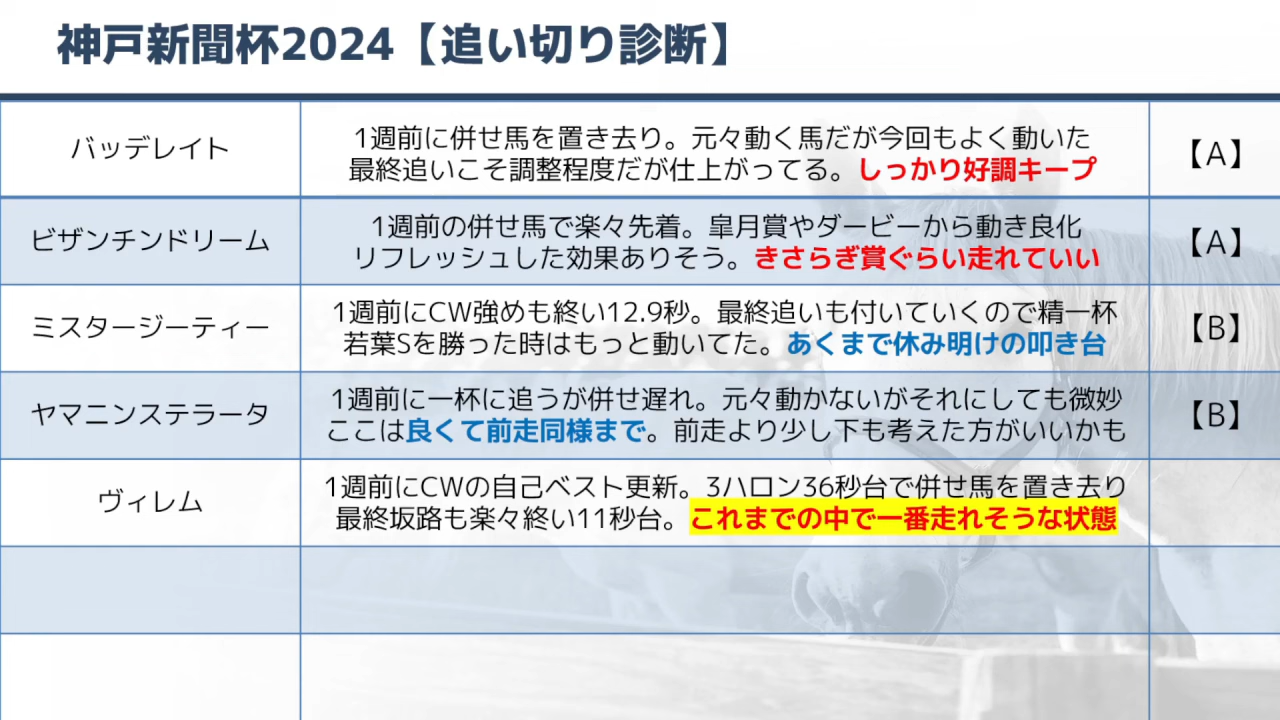 神戸新聞杯2024【追い切り診断】
バッデレイト
1週前に併せ馬を置き去り。元々動く馬だが今回もよく動いた
最終追いこそ調整程度だが仕上がってる。しっかり好調キープ
【A】
ビザンチンドリーム
1週前の併せ馬で楽々先着。皐月賞やダービーから動き良化
リフレッシュした効果ありそう。きさらぎ賞ぐらい走れていい
【A】
ミスタージーティー
1週前にCW強めも終い12.9秒。最終追いも付いていくので精一杯
若葉Sを勝った時はもっと動いてた。あくまで休み明けの叩き台
【B】
ヤマニンステラータ
1週前に一杯に追うが併せ遅れ。元々動かないがそれにしても微妙
ここは良くて前走同様まで。前走より少し下も考えた方がいいかも
【B】
ヴィレム
1週前にCWの自己ベスト更新。3ハロン36秒台で併せ馬を置き去り
最終坂路も楽々終い11秒台。これまでの中で一番走れそうな状態